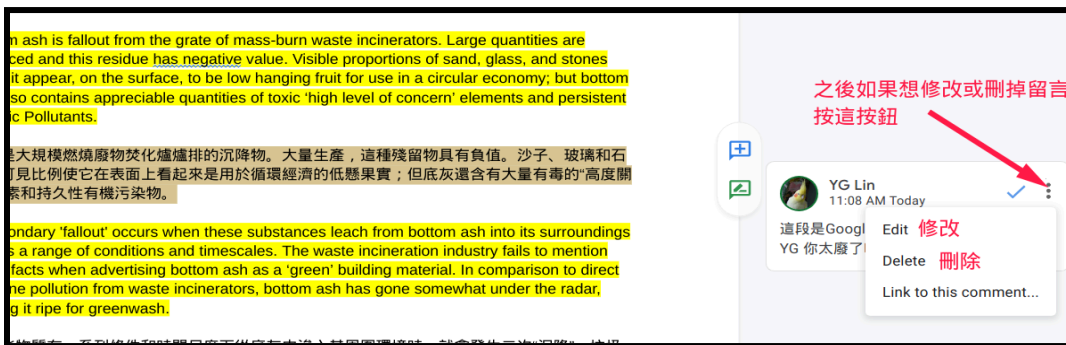 m ash is fallout from the grate of mass-burn waste incinerators. Large quantities are
ced and this residue has negative value. Visible proportions of sand, glass, and stones
it appear, on the surface, to be low hanging fruit for use in a circular economy; but bottom
so contains appreciable quantities of toxic ‘high level of concern’ elements and persistent
ic Pollutants.
是大規模燃燒廢物焚化爐爐排的沉降物。大量生產，這種殘留物具有負值。沙子、玻璃和石
可見比例使它在表面上看起來是用於循環經濟的低懸果實；但底灰還含有大量有毒的“高度關
素和持久性有機污染物。
ondary 'fallout' occurs when these substances leach from bottom ash into its surroundings
s a range of conditions and timescales. The waste incineration industry fails to mention
facts when advertising bottom ash as a ‘green’ building material. In comparison to direct
ne pollution from waste incinerators, bottom ash has gone somewhat under the radar,
g it ripe for greenwash.
之後如果想修改或刪掉留言
按這按鈕
YG Lin
11:08 AM Today
這段是Googl
YG 你太廢了
Edit 修改
Delete 刪除
Link to this comment...